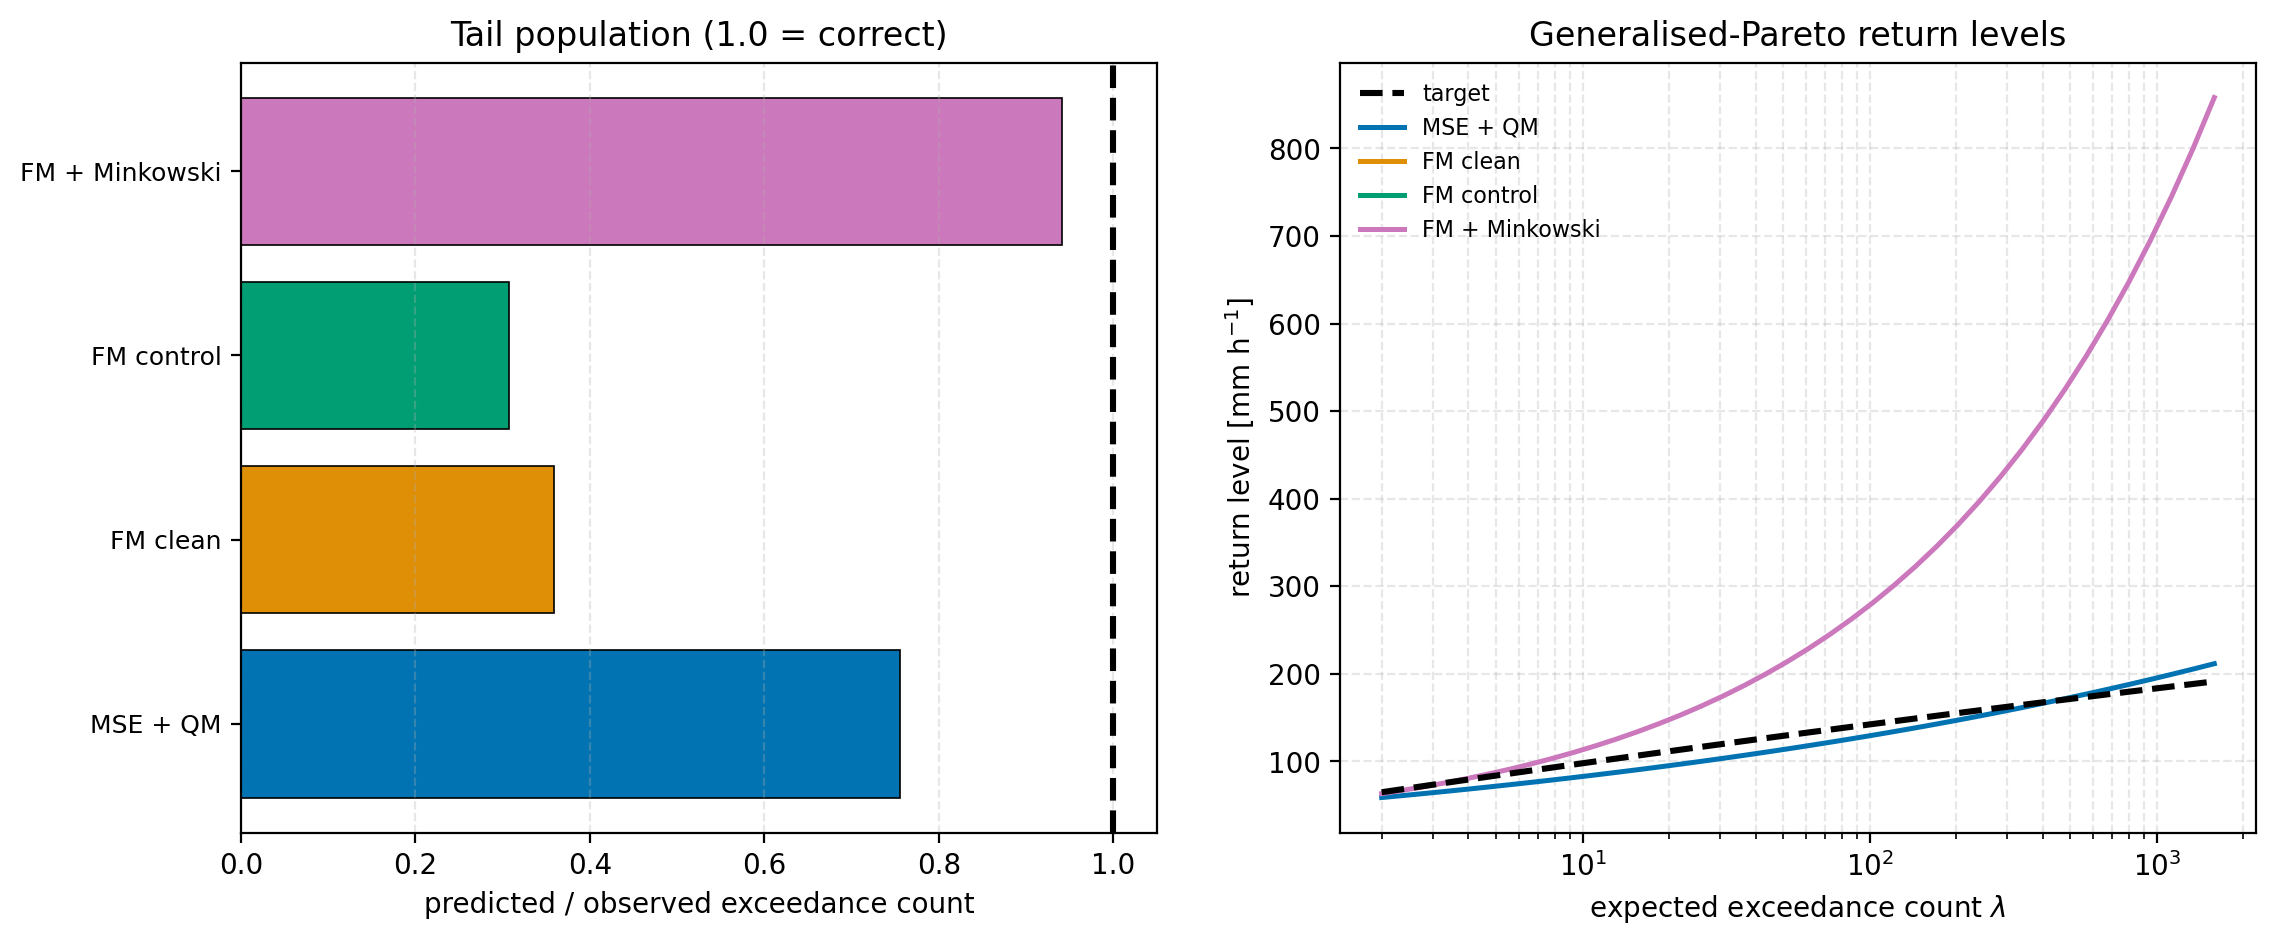 Tail population (1.0 = correct)
FM + Minkowski
FM control
FM clean
MSE + QM
0.0 0.2 0.4 0.6 0.8 1.0
predicted / observed exceedance count
Generalised-Pareto return levels
target
MSE + QM
FM clean
FM control
FM + Minkowski
800
700
600
500
400
300
200
100
return level [mm h⁻¹]
10¹ 10² 10³
expected exceedance count λ